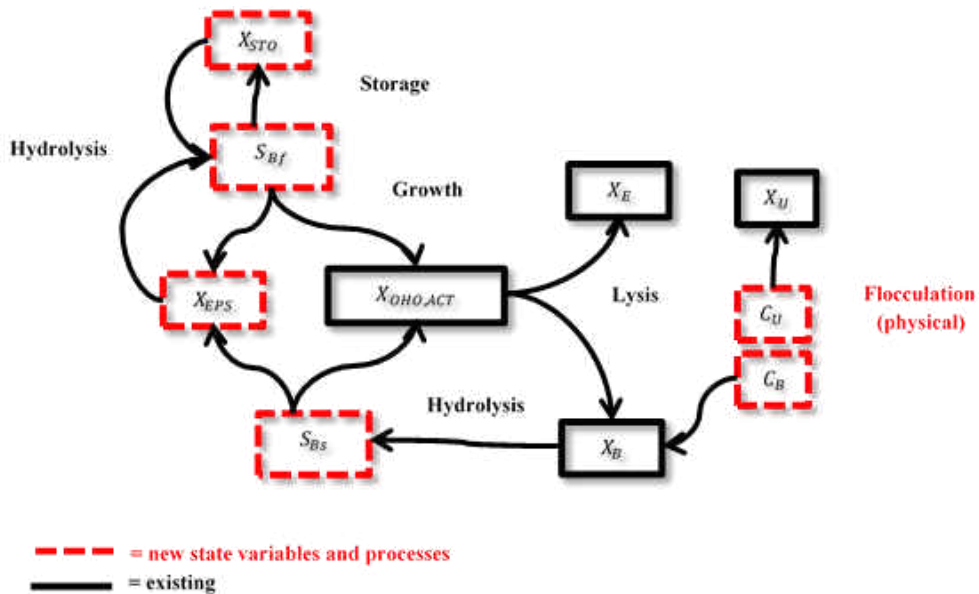 X_STO
Storage
Hydrolysis
S_Bf
Growth
X_E
X_U
X_EPS
X_OHO,ACT
Lysis
C_U
Flocculation
(physical)
C_B
Hydrolysis
S_Bs
X_B
= new state variables and processes
= existing